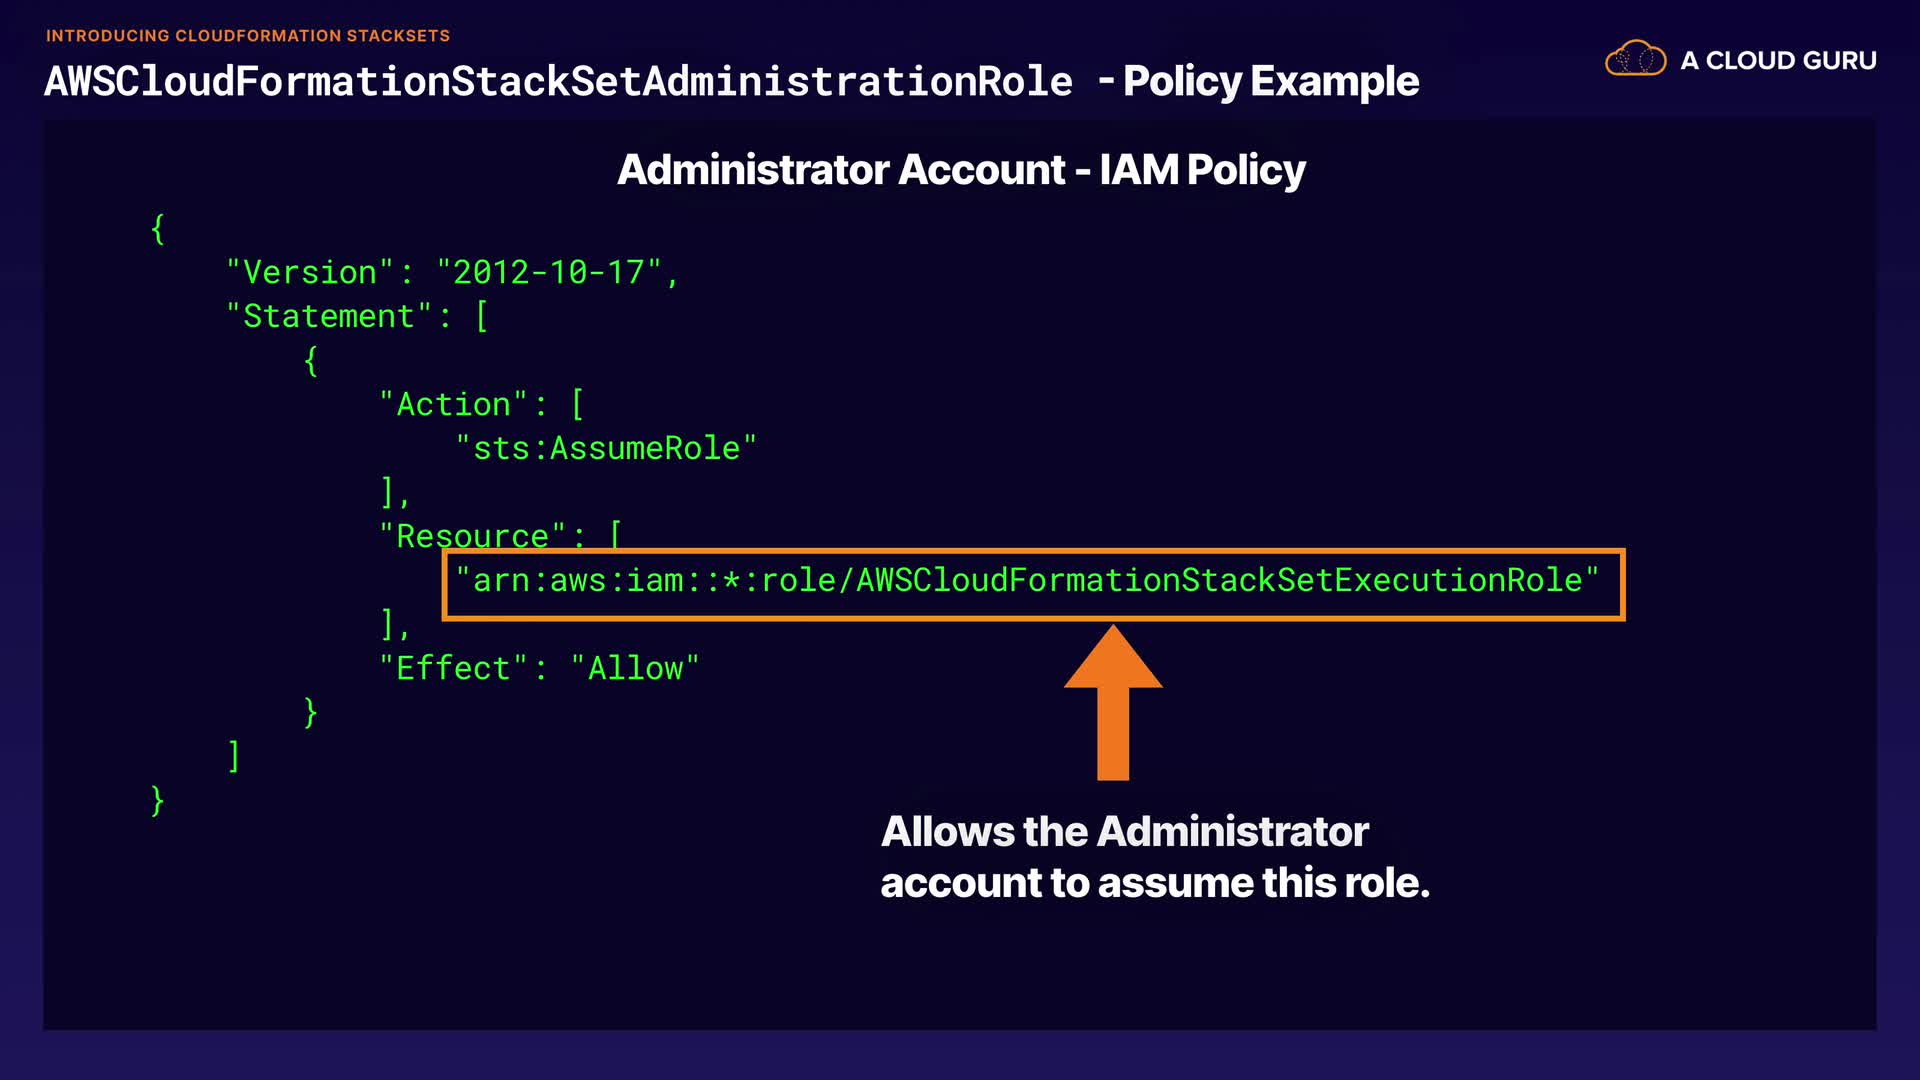 INTRODUCING CLOUDFORMATION STACKSETS
AWSCloudFormationStackSetAdministrationRole - Policy Example
A CLOUD GURU
Administrator Account - IAM Policy
{
"Version": "2012-10-17",
"Statement": [
{
"Action": [
"sts:AssumeRole"
],
"Resource": [
"arn:aws:iam::*:role/AWSCloudFormationStackSetExecutionRole"
],
"Effect": "Allow"
}
]
}
Allows the Administrator
account to assume this role.